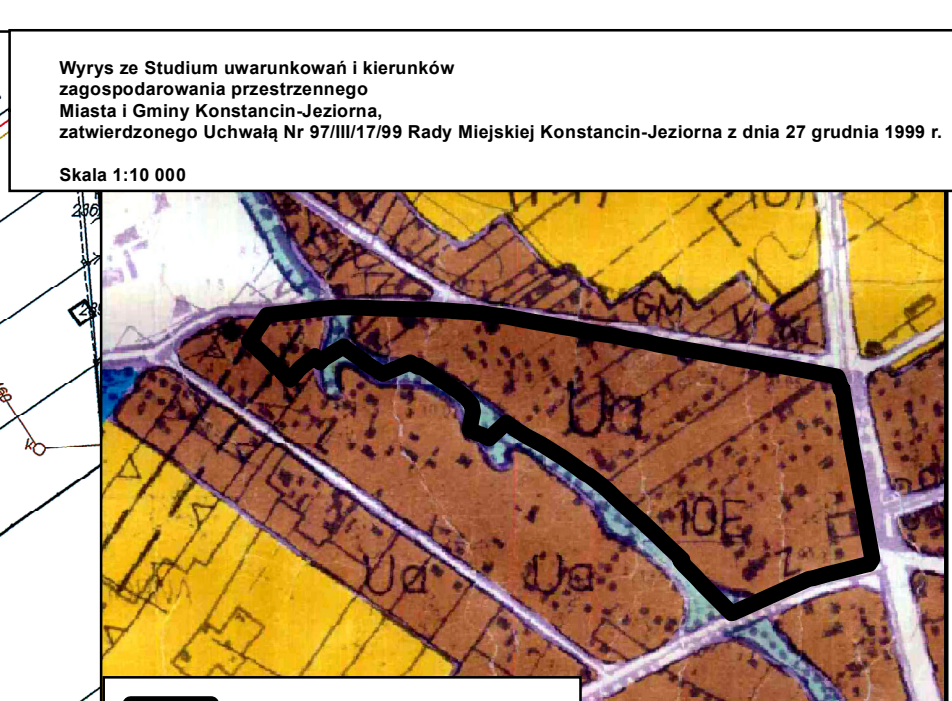 Wyrys ze Studium uwarunkowań i kierunków
zagospodarowania przestrzennego
Miasta i Gminy Konstancin-Jeziorna,
zatwierdzonego Uchwałą Nr 97/III/17/99 Rady Miejskiej Konstancin-Jeziorna z dnia 27 grudnia 1999 r.
Skala 1:10 000
GM
Ua
10E
Z
Ua
Ua